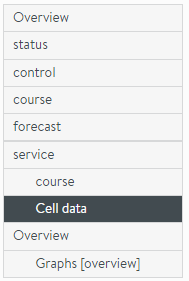 Overview
status
control
course
forecast
service
course
Cell data
Overview
Graphs [overview]